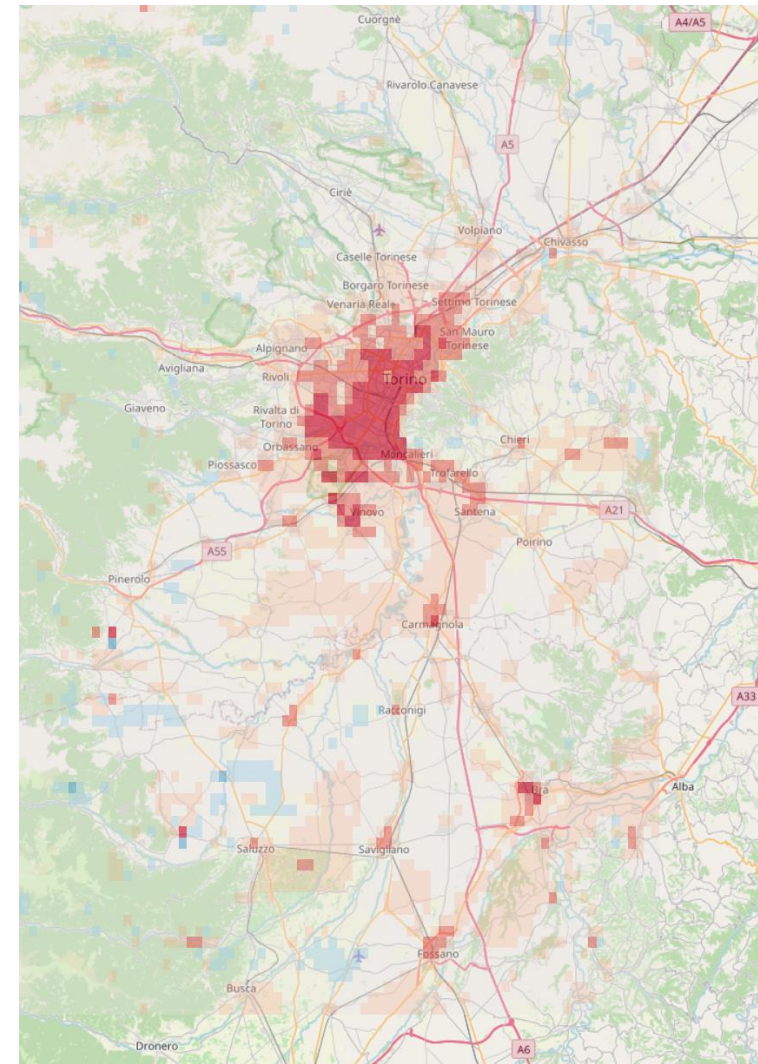 Cuorgnè
A4/A5
Rivarolo Canavese
A5
Ciriè
Volpiano
Chivasso
Caselle Torinese
Borgaro Torinese
Venaria Reale
Settimo Torinese
San Mauro
Torinese
Alpignano
Avigliana
Rivoli
Torino
Giaveno
Rivalta di
Torino
Chieri
Orbassano
Moncalieri
Piossasco
Trofarello
Vinovo
Santena
A21
Poirino
A55
Pinerolo
Carmagnola
A33
Racconigi
Bra
Alba
Saluzzo
Savigliano
Fossano
Busca
Dronero
A6